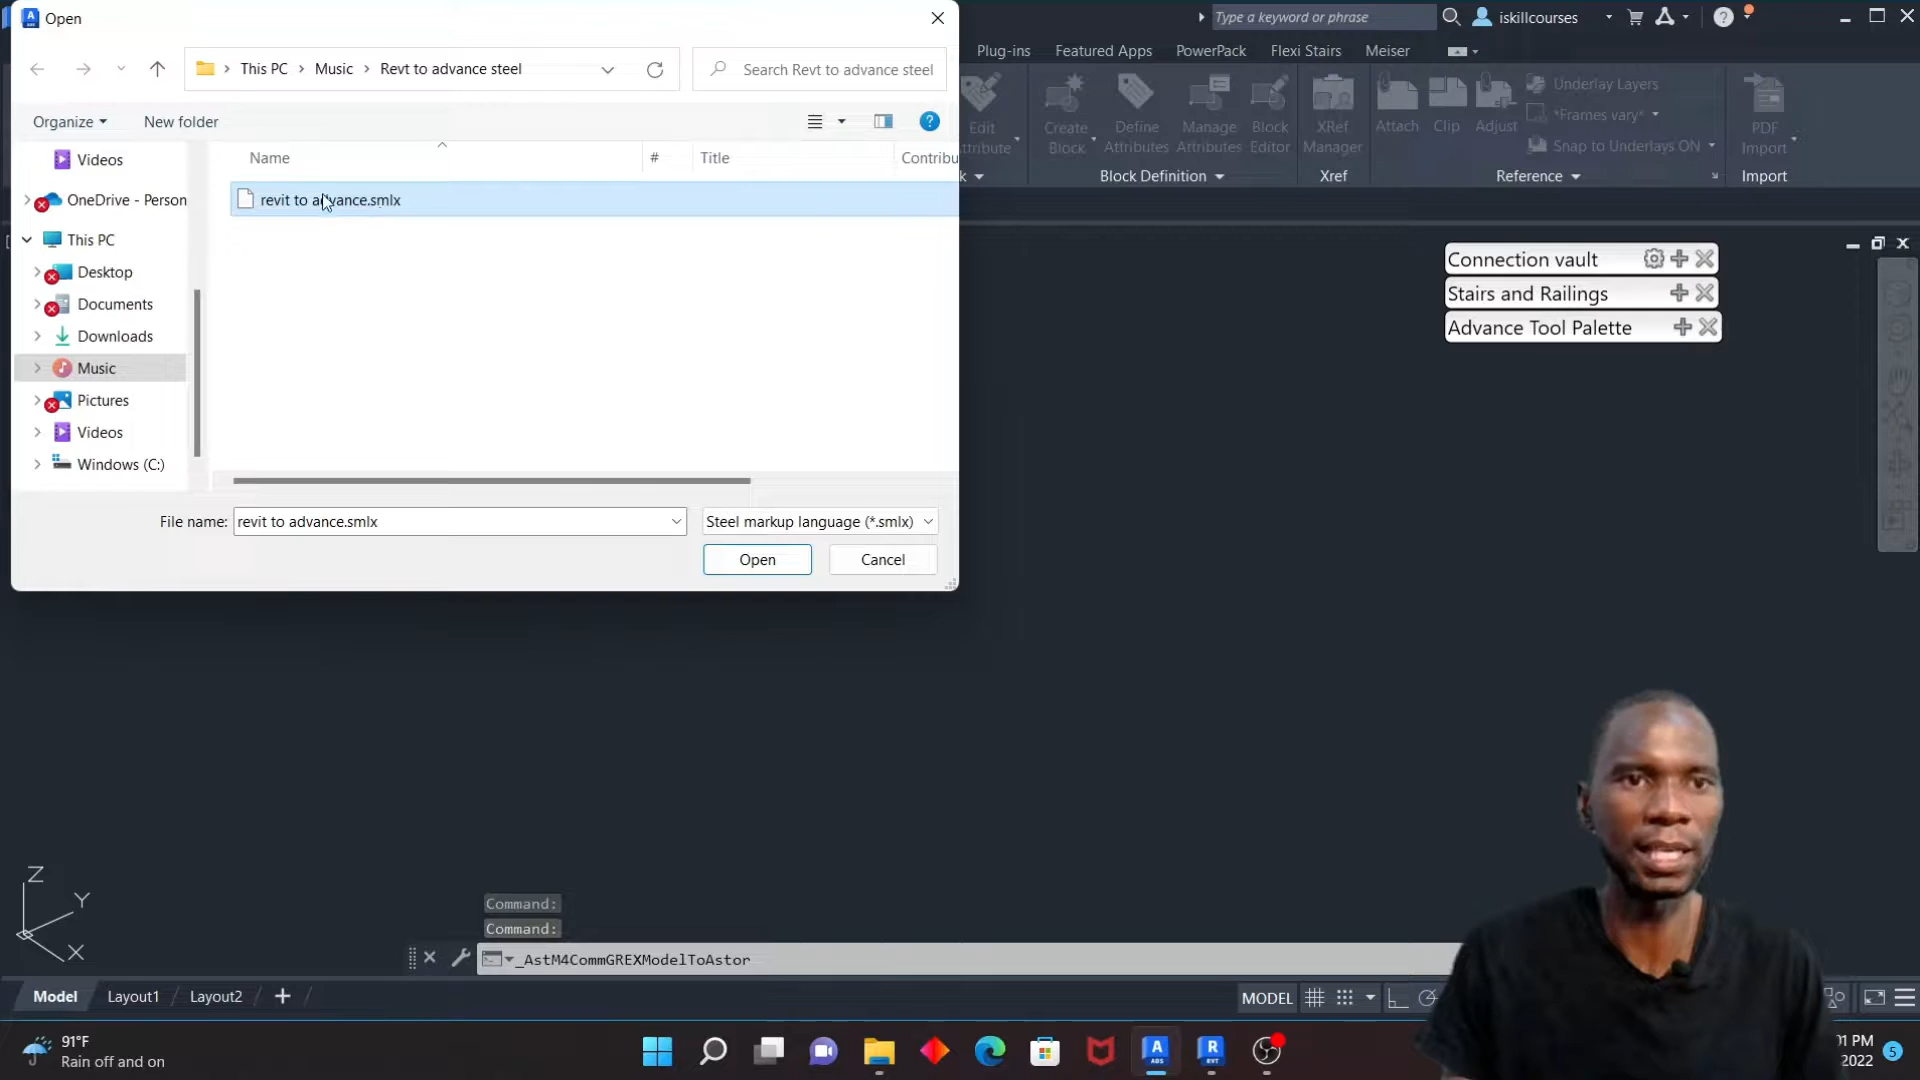 Open
Type a keyword or phrase
iskillcourses
This PC
Music
Revt to advance steel
Search Revt to advance steel
Plug-ins
Featured Apps
PowerPack
Flexi Stairs
Meiser
Organize
New folder
Edit
Create
Block
Define
Attributes
Manage
Attributes
Block
Editor
XRef
Manager
Attach
Clip
Adjust
Underlay Layers
*Frames vary*
Snap to Underlays ON
PDF
Import
Block Definition
Xref
Reference
Import
Videos
Name
#
Title
OneDrive - Person
revit to advance.smlx
This PC
Desktop
Documents
Downloads
Music
Pictures
Videos
Windows (C:)
Connection vault
Stairs and Railings
Advance Tool Palette
File name:
revit to advance.smlx
Steel markup language (*.smlx)
Open
Cancel
Z
Y
X
Command:
Command:
_AstM4CommGREXModelToAstor
Model
Layout1
Layout2
MODEL
91°F
Rain off and on
2022
5